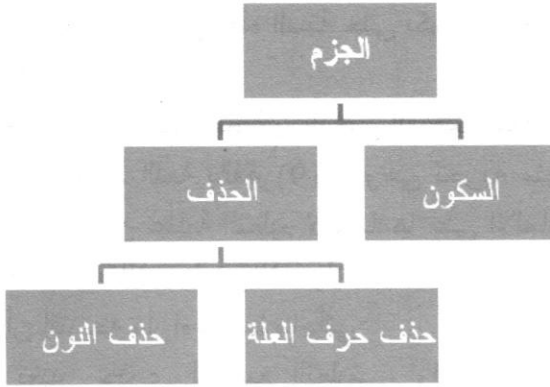 الجزم
السكون
الحذف
حذف حرف العلة
حذف النون